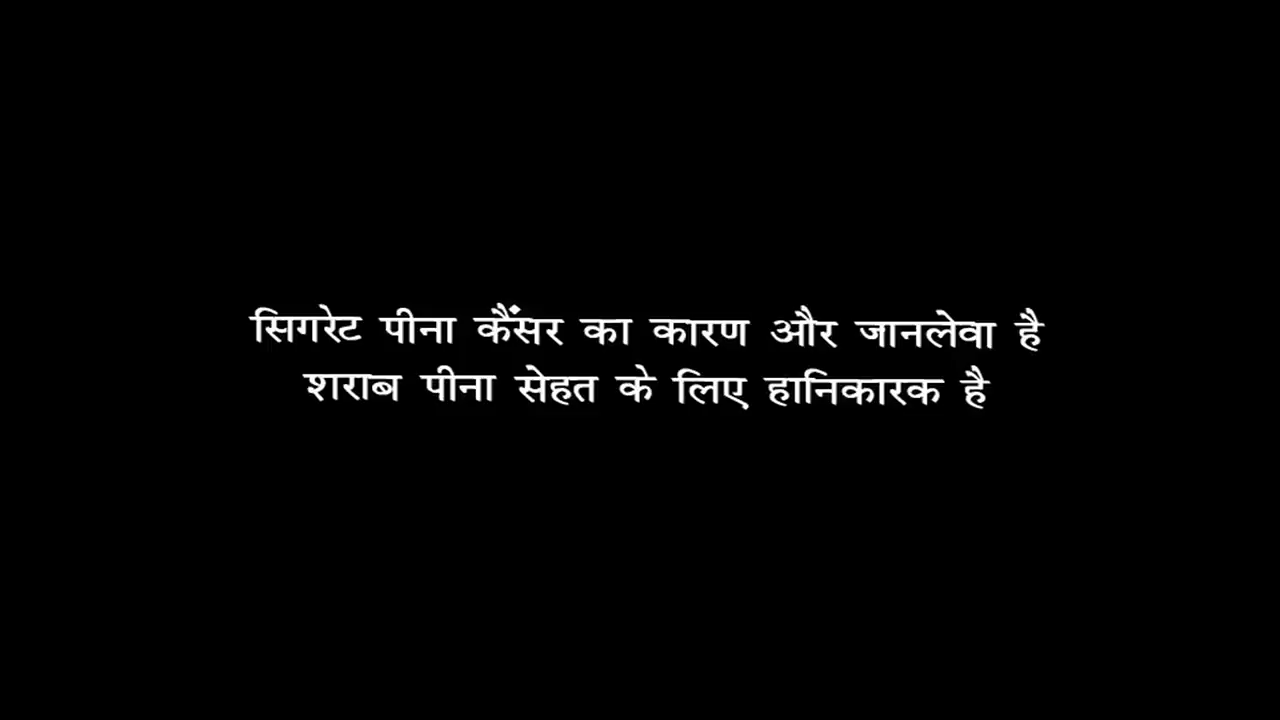 सिगरेट पीना कैंसर का कारण और जानलेवा है
शराब पीना सेहत के लिए हानिकारक है